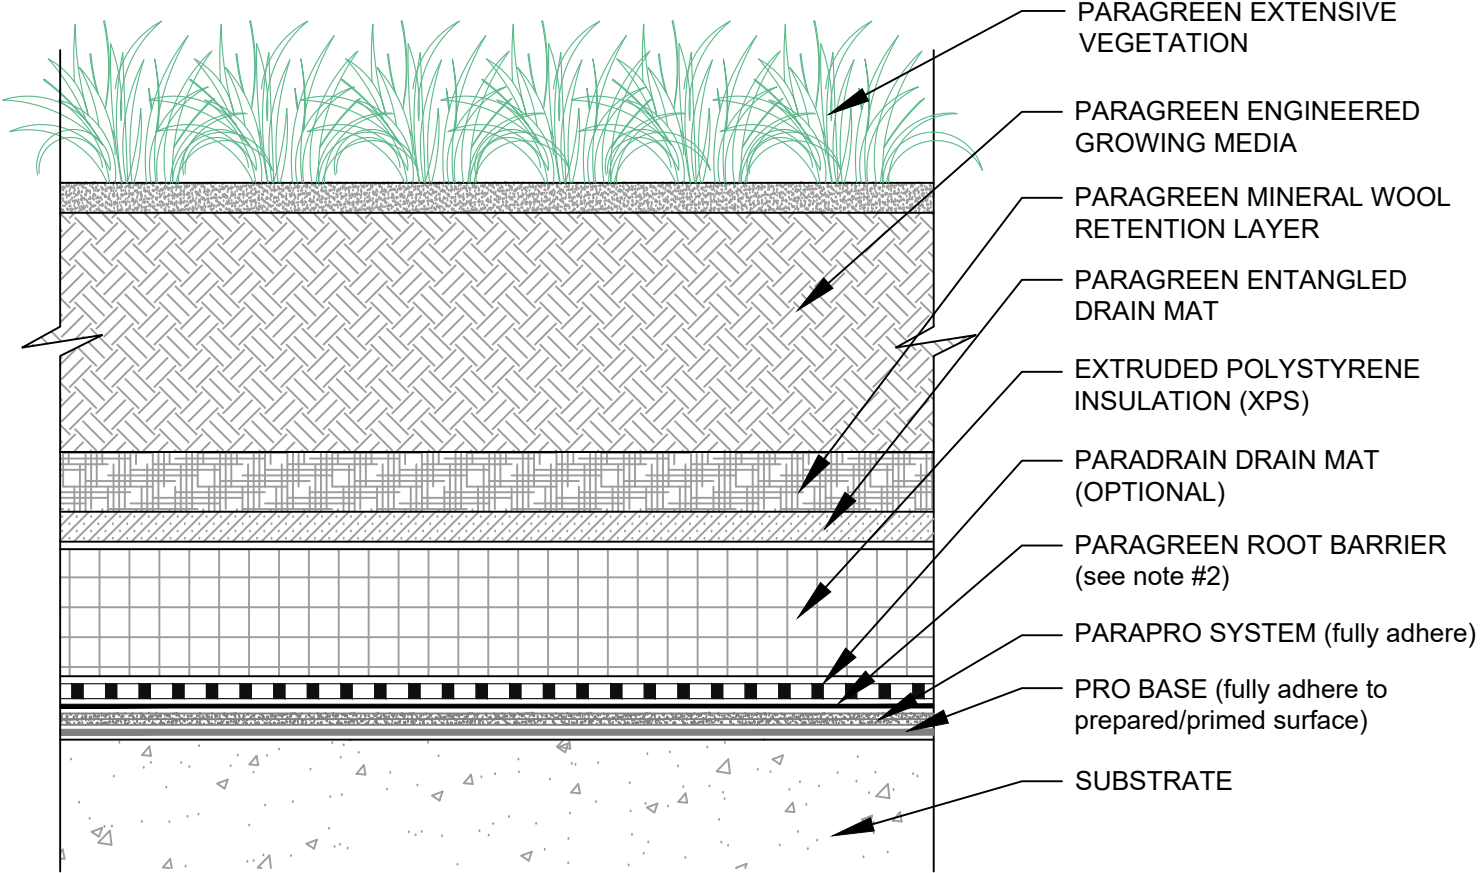 PARAGREEN EXTENSIVE
VEGETATION
PARAGREEN ENGINEERED
GROWING MEDIA
PARAGREEN MINERAL WOOL
RETENTION LAYER
PARAGREEN ENTANGLED
DRAIN MAT
EXTRUDED POLYSTYRENE
INSULATION (XPS)
PARADRAIN DRAIN MAT
(OPTIONAL)
PARAGREEN ROOT BARRIER
(see note #2)
PARAPRO SYSTEM (fully adhere)
PRO BASE (fully adhere to
prepared/primed surface)
SUBSTRATE